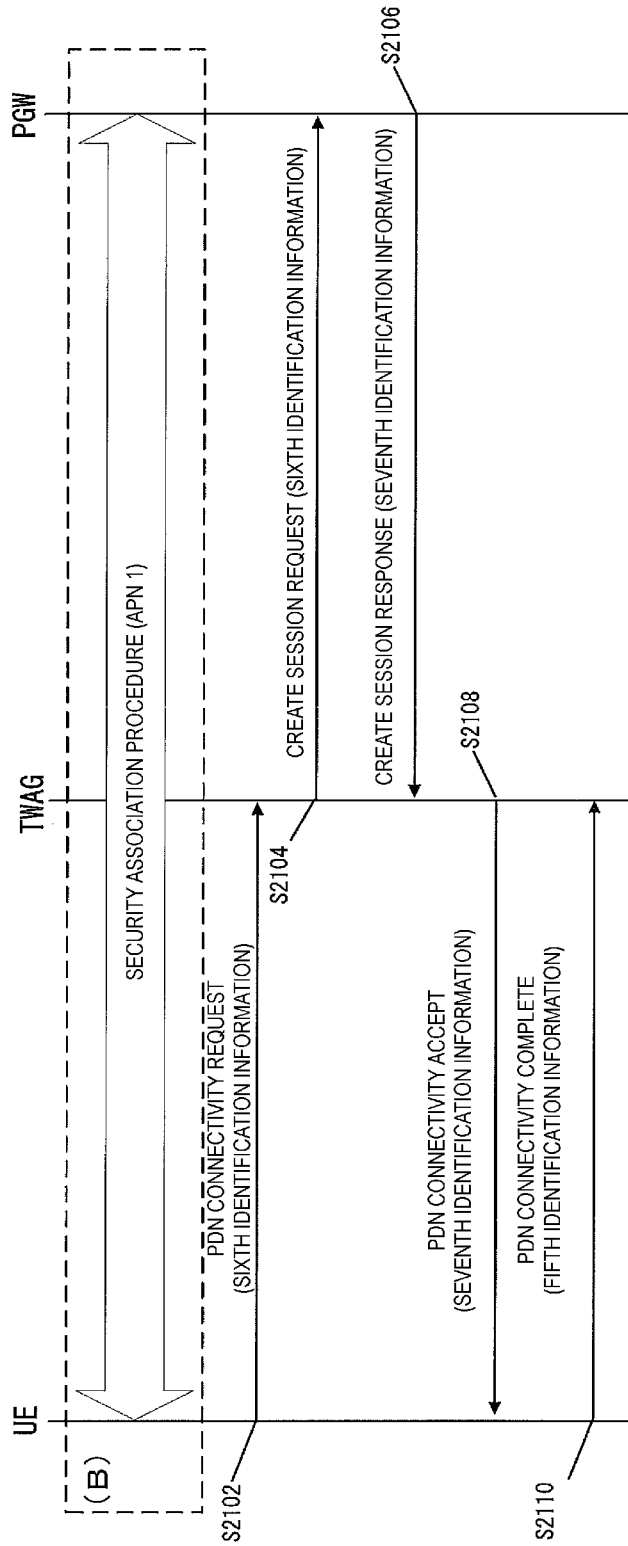 UE
TWAG
PGW
(B)
SECURITY ASSOCIATION PROCEDURE (APN 1)
S2102
PDN CONNECTIVITY REQUEST
(SIXTH IDENTIFICATION INFORMATION)
S2104
CREATE SESSION REQUEST (SIXTH IDENTIFICATION INFORMATION)
CREATE SESSION RESPONSE (SEVENTH IDENTIFICATION INFORMATION)
S2106
PDN CONNECTIVITY ACCEPT
(SEVENTH IDENTIFICATION INFORMATION)
S2108
PDN CONNECTIVITY COMPLETE
(FIFTH IDENTIFICATION INFORMATION)
S2110